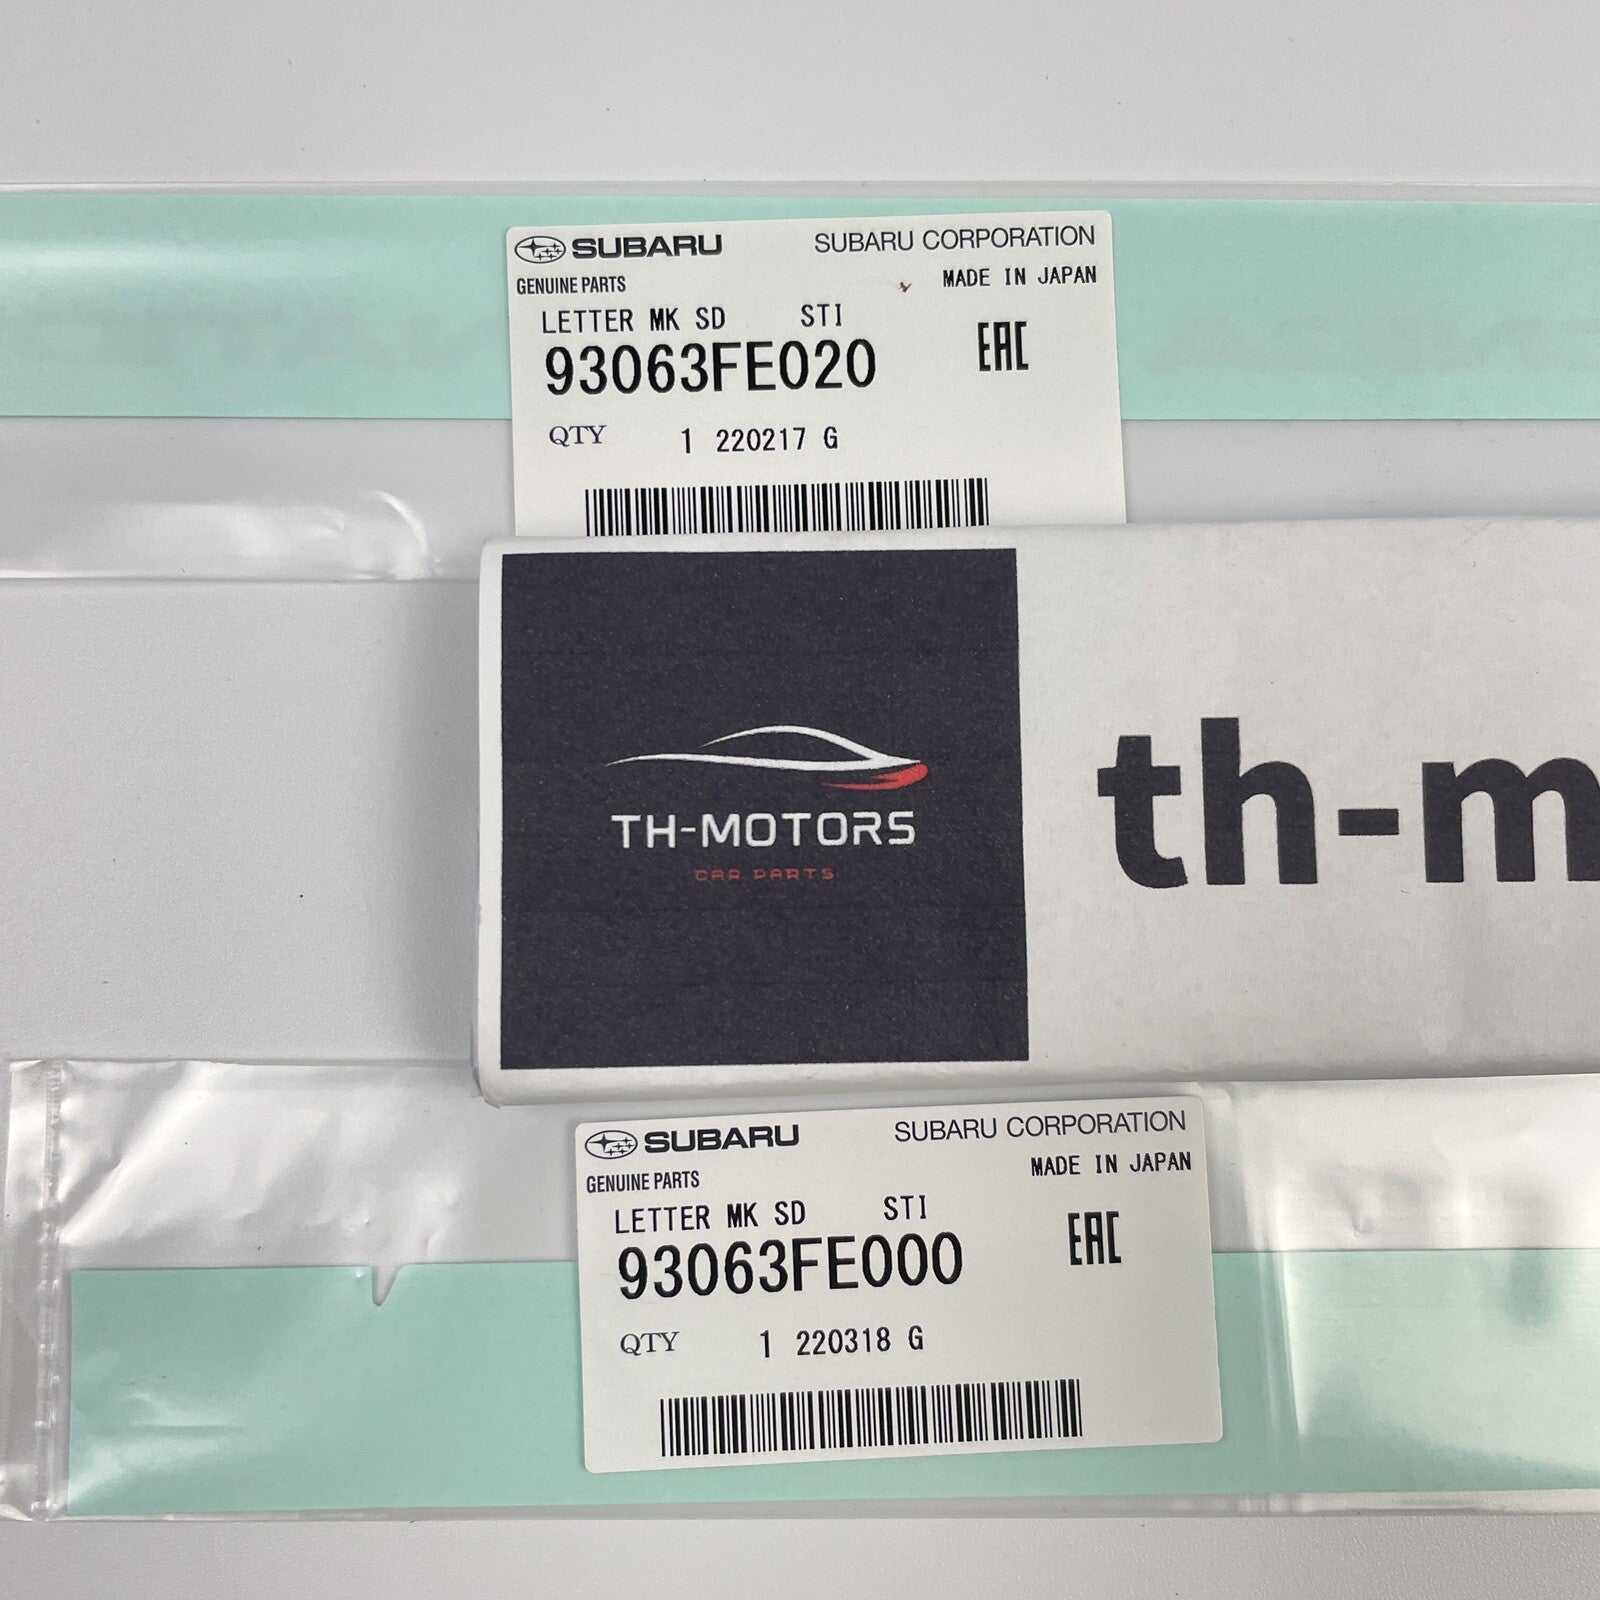 SUBARU SUBARU CORPORATION
GENUINE PARTS MADE IN JAPAN
LETTER MK SD STI
93063FE020 EAC
QTY 1 220217 G
TH-MOTORS
CAR PARTS
th-m
SUBARU SUBARU CORPORATION
GENUINE PARTS MADE IN JAPAN
LETTER MK SD STI
93063FE000 EAC
QTY 1 220318 G